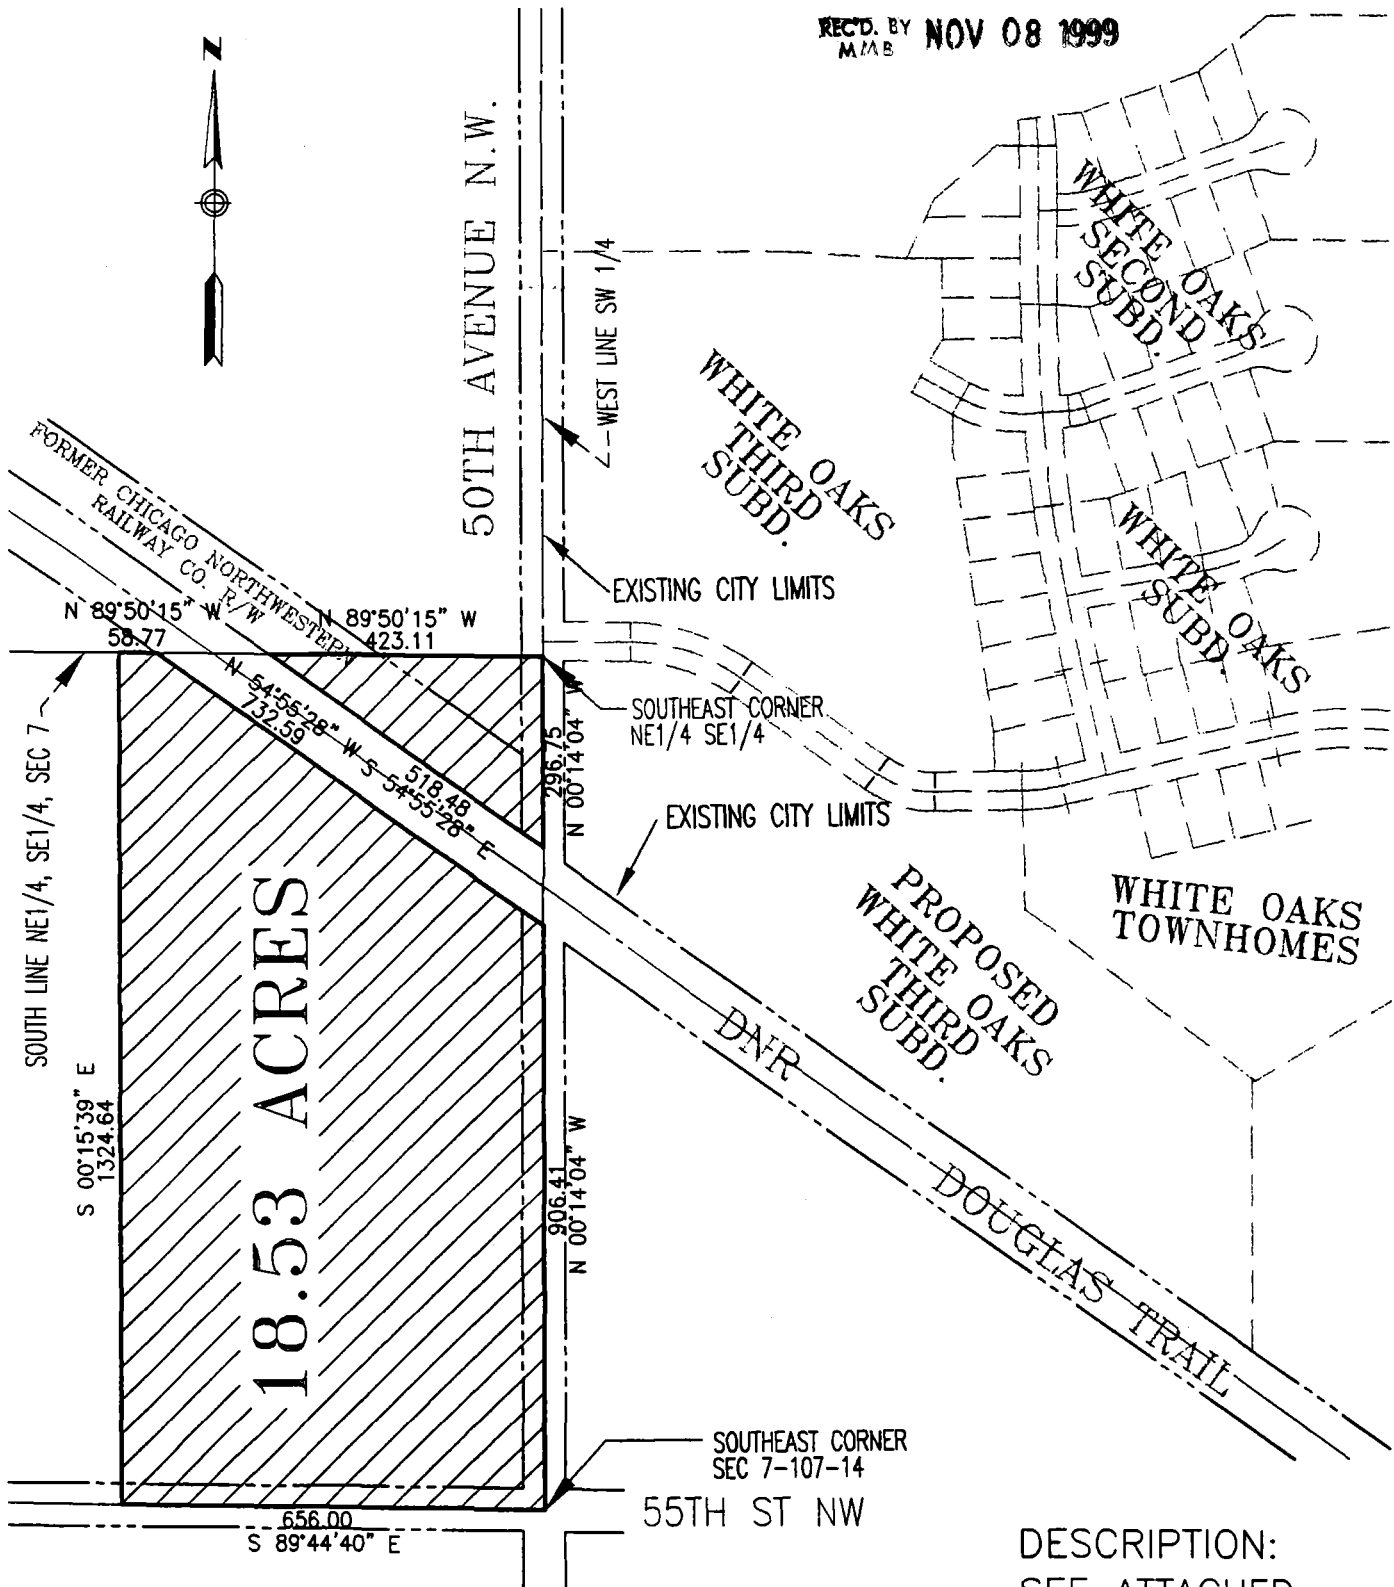 REC'D. BY NOV 08 1999
MMB
N
50TH AVENUE N.W.
WEST LINE SW 1/4
WHITE OAKS
SECOND
SUBD.
WHITE OAKS
THIRD
SUBD.
WHITE OAKS
SUBD.
FORMER CHICAGO NORTHWESTERN
RAILWAY CO. R/W
EXISTING CITY LIMITS
N 89°50'15" W
58.77
N 89°50'15" W
423.11
SOUTHEAST CORNER
NE1/4 SE1/4
N 54°55'28" W
732.59
518.48
S 54°55'28" E
296.75
N 00°14'04" W
EXISTING CITY LIMITS
SOUTH LINE NE1/4, SE1/4, SEC 7
18.53 ACRES
PROPOSED
WHITE OAKS
THIRD
SUBD.
WHITE OAKS
TOWNHOMES
DNR DOUGLAS TRAIL
S 00°15'39" E
1324.64
906.41
N 00°14'04" W
SOUTHEAST CORNER
SEC 7-107-14
55TH ST NW
656.00
S 89°44'40" E
DESCRIPTION:
SEE ATTACHED